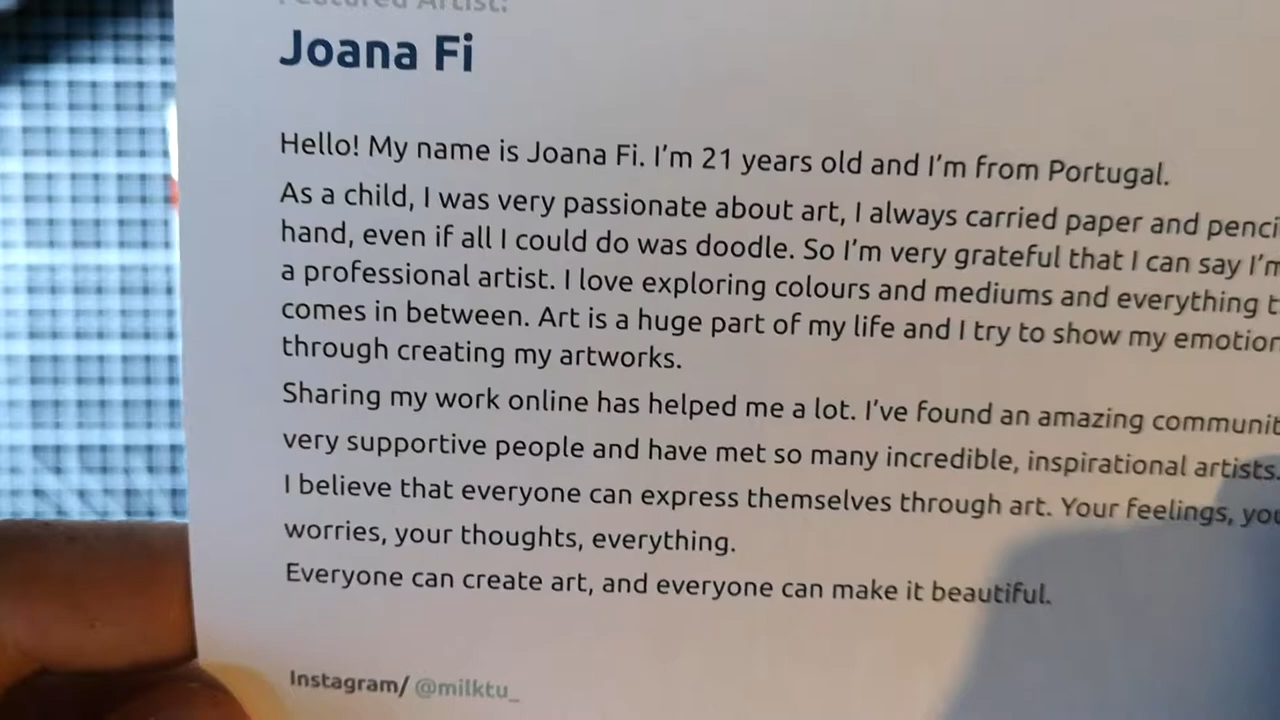 Featured Artist:
Joana Fi
Hello! My name is Joana Fi. I'm 21 years old and I'm from Portugal.
As a child, I was very passionate about art, I always carried paper and penci
hand, even if all I could do was doodle. So I'm very grateful that I can say I'm
a professional artist. I love exploring colours and mediums and everything t
comes in between. Art is a huge part of my life and I try to show my emotion
through creating my artworks.
Sharing my work online has helped me a lot. I've found an amazing communit
very supportive people and have met so many incredible, inspirational artists.
I believe that everyone can express themselves through art. Your feelings, you
worries, your thoughts, everything.
Everyone can create art, and everyone can make it beautiful.
Instagram/ @milktu_